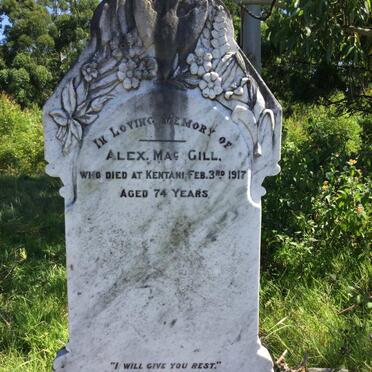 IN LOVING MEMORY OF
ALEX. MAC GILL,
WHO DIED AT KENTANI, FEB. 3RD 1917
AGED 74 YEARS.
"I WILL GIVE YOU REST."